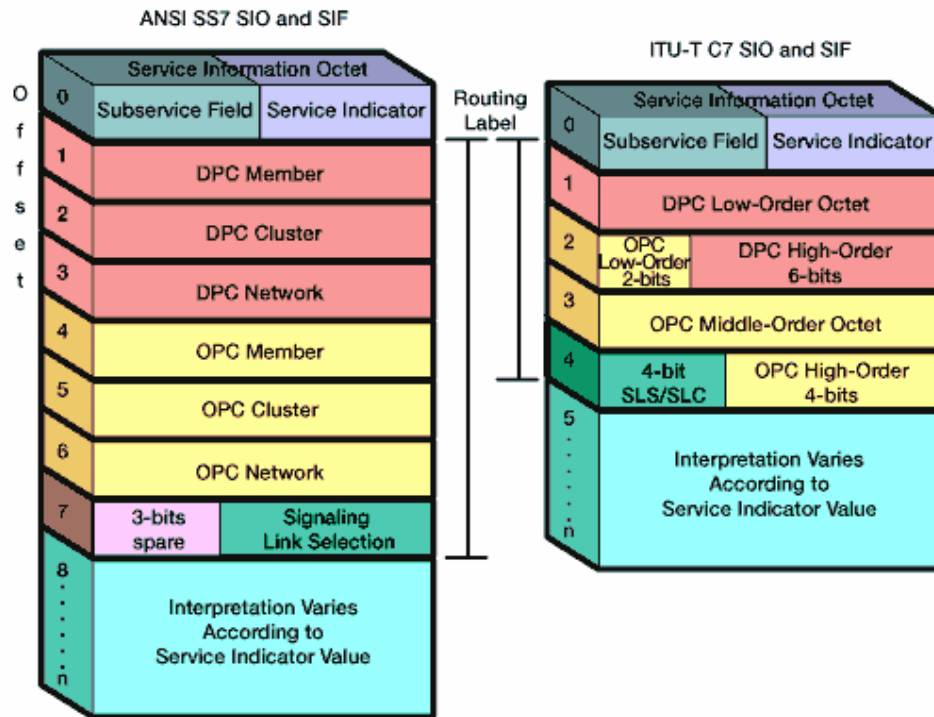 ANSI SS7 SIO and SIF
Offset
Service Information Octet
0
Subservice Field
Service Indicator
1
DPC Member
2
DPC Cluster
3
DPC Network
4
OPC Member
5
OPC Cluster
6
OPC Network
7
3-bits
spare
Signaling
Link Selection
8
n
Interpretation Varies
According to
Service Indicator Value
Routing
Label
ITU-T C7 SIO and SIF
Service Information Octet
0
Subservice Field
Service Indicator
1
DPC Low-Order Octet
2
OPC
Low-Order
2-bits
DPC High-Order
6-bits
3
OPC Middle-Order Octet
4
4-bit
SLS/SLC
OPC High-Order
4-bits
5
n
Interpretation Varies
According to
Service Indicator Value